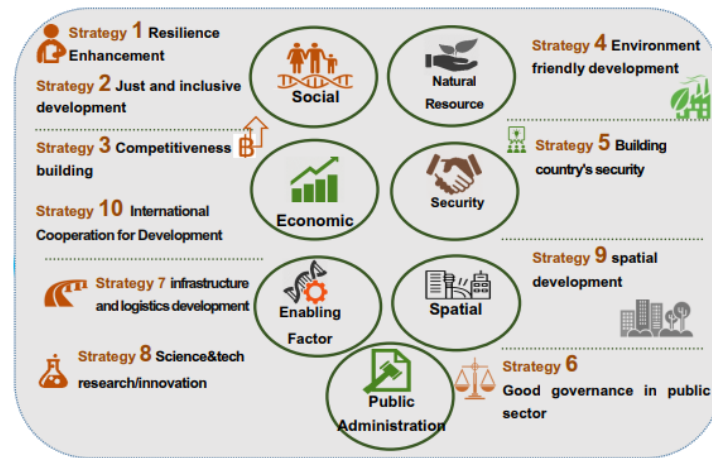 Strategy 1 Resilience
Enhancement
Strategy 2 Just and inclusive
development
Strategy 3 Competitiveness
building
Strategy 10 International
Cooperation for Development
Strategy 7 infrastructure
and logistics development
Strategy 8 Science&tech
research/innovation
Social
Natural
Resource
Economic
Security
Enabling
Factor
Spatial
Public
Administration
Strategy 4 Environment
friendly development
Strategy 5 Building
country's security
Strategy 9 spatial
development
Strategy 6
Good governance in public
sector